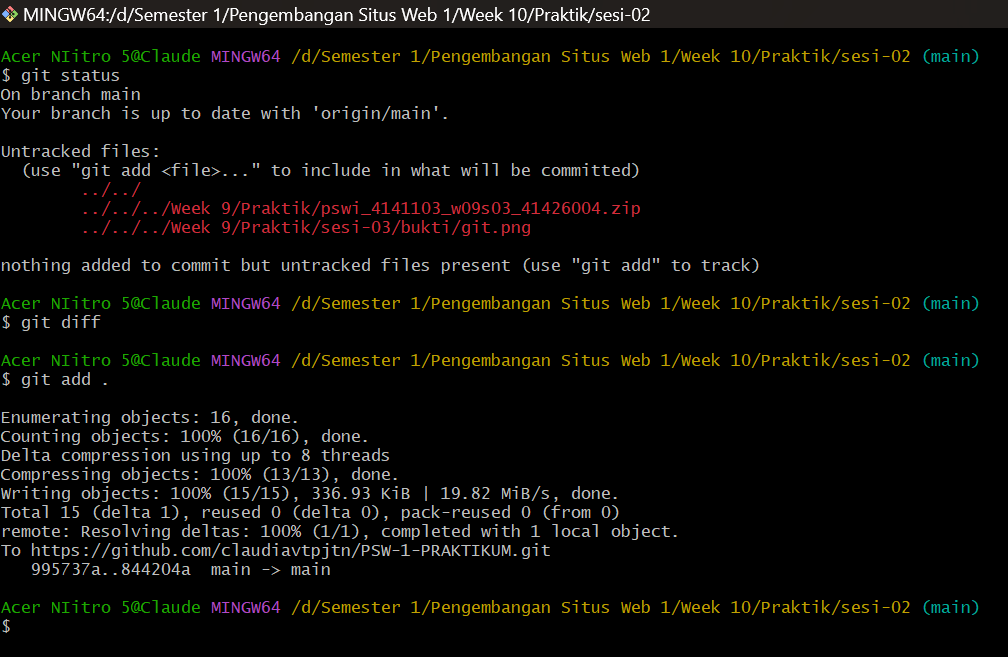 MINGW64:/d/Semester 1/Pengembangan Situs Web 1/Week 10/Praktik/sesi-02
Acer NIitro 5@Claude MINGW64 /d/Semester 1/Pengembangan Situs Web 1/Week 10/Praktik/sesi-02 (main)
$ git status
On branch main
Your branch is up to date with 'origin/main'.
Untracked files:
(use "git add <file>..." to include in what will be committed)
../../
../../../Week 9/Praktik/pswi_4141103_w09s03_41426004.zip
../../../Week 9/Praktik/sesi-03/bukti/git.png
nothing added to commit but untracked files present (use "git add" to track)
Acer NIitro 5@Claude MINGW64 /d/Semester 1/Pengembangan Situs Web 1/Week 10/Praktik/sesi-02 (main)
$ git diff
Acer NIitro 5@Claude MINGW64 /d/Semester 1/Pengembangan Situs Web 1/Week 10/Praktik/sesi-02 (main)
$ git add .
Enumerating objects: 16, done.
Counting objects: 100% (16/16), done.
Delta compression using up to 8 threads
Compressing objects: 100% (13/13), done.
Writing objects: 100% (15/15), 336.93 KiB | 19.82 MiB/s, done.
Total 15 (delta 1), reused 0 (delta 0), pack-reused 0 (from 0)
remote: Resolving deltas: 100% (1/1), completed with 1 local object.
To https://github.com/claudiavtpjtn/PSW-1-PRAKTIKUM.git
995737a..844204a  main -> main
Acer NIitro 5@Claude MINGW64 /d/Semester 1/Pengembangan Situs Web 1/Week 10/Praktik/sesi-02 (main)
$